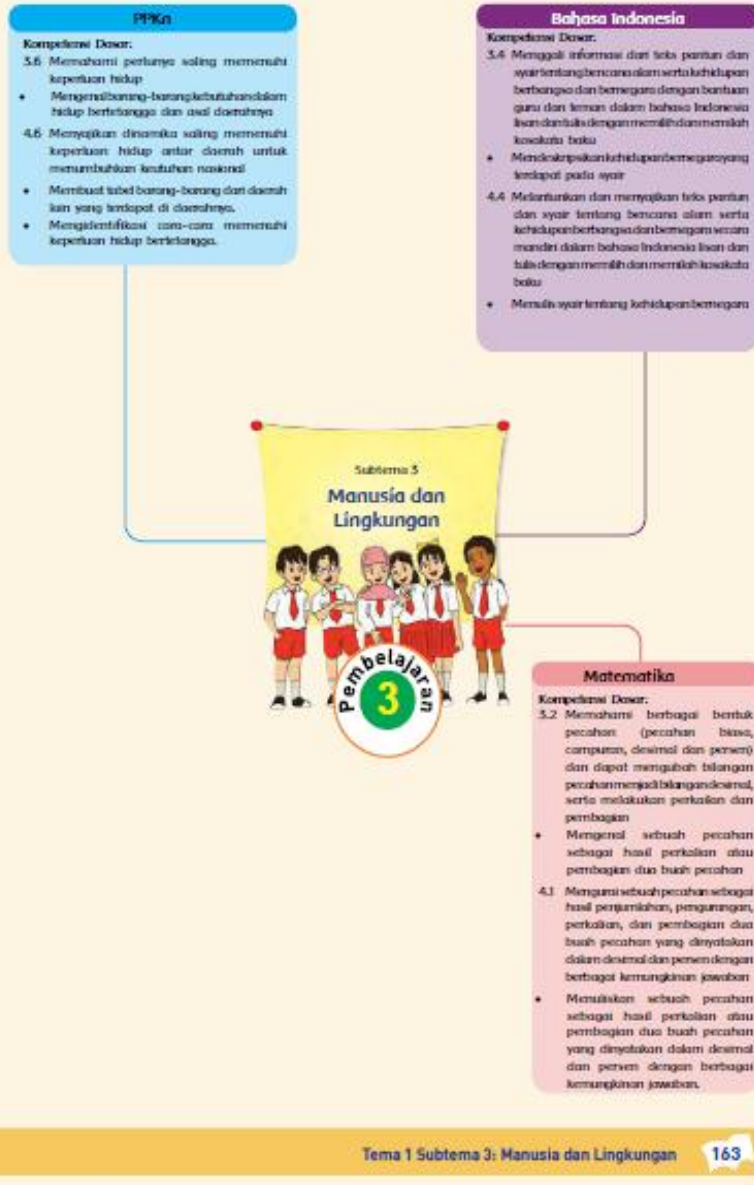 PPKn
Kompetensi Dasar:
3.6 Memahami perlunya saling memenuhi
keperluan hidup
• Mengenal barang-barang kebutuhan dalam
hidup bertetangga dan asal daerahnya
4.6 Menyajikan dinamika saling memenuhi
keperluan hidup antar daerah untuk
menumbuhkan keutuhan nasional
• Membuat tabel barang-barang dari daerah
lain yang terdapat di daerahnya.
• Mengidentifikasi cara-cara memenuhi
keperluan hidup bertetangga.
Bahasa Indonesia
Kompetensi Dasar:
3.4 Menggali informasi dari teks pantun dan
syair tentang bencana alam serta kehidupan
berbangsa dan bernegara dengan bantuan
guru dan teman dalam bahasa Indonesia
lisan dan tulis dengan memilih dan memilah
kosakata baku
• Mendeskripsikan kehidupan bernegara yang
terdapat pada syair
4.4 Melantunkan dan menyajikan teks pantun
dan syair tentang bencana alam serta
kehidupan berbangsa dan bernegara secara
mandiri dalam bahasa Indonesia lisan dan
tulis dengan memilih dan memilah kosakata
baku
• Menulis syair tentang kehidupan bernegara
Subtema 3
Manusia dan
Lingkungan
Pembelajaran
3
Matematika
Kompetensi Dasar:
3.2 Memahami berbagai bentuk
pecahan (pecahan biasa,
campuran, desimal dan persen)
dan dapat mengubah bilangan
pecahan menjadi bilangan desimal,
serta melakukan perkalian dan
pembagian
• Mengenal sebuah pecahan
sebagai hasil perkalian atau
pembagian dua buah pecahan
4.1 Mengurai sebuah pecahan sebagai
hasil penjumlahan, pengurangan,
perkalian, dan pembagian dua
buah pecahan yang dinyatakan
dalam desimal dan persen dengan
berbagai kemungkinan jawaban
• Menuliskan sebuah pecahan
sebagai hasil perkalian atau
pembagian dua buah pecahan
yang dinyatakan dalam desimal
dan persen dengan berbagai
kemungkinan jawaban.
Tema 1 Subtema 3: Manusia dan Lingkungan 163